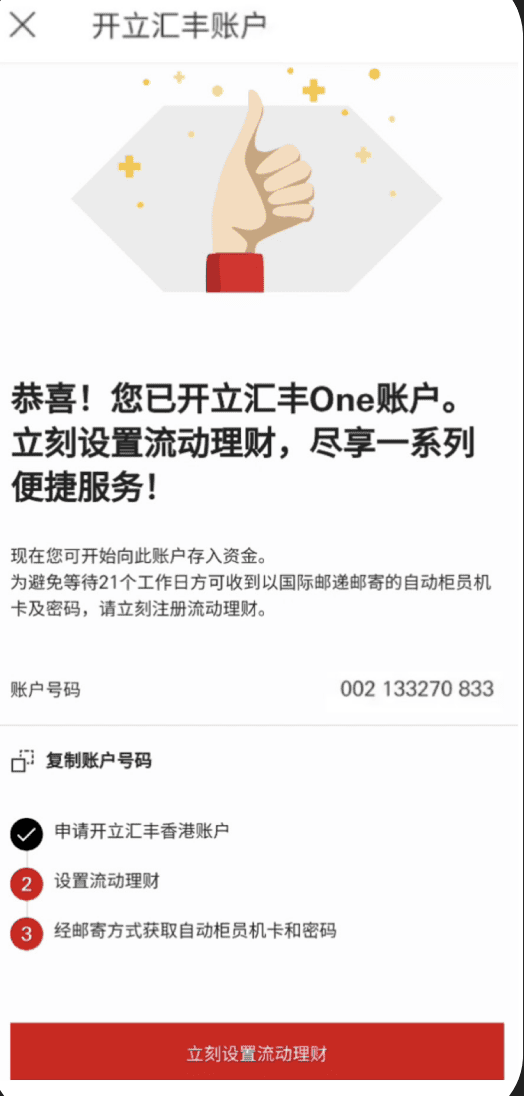 开立汇丰账户
恭喜！您已开立汇丰One账户。
立刻设置流动理财，尽享一系列
便捷服务！
现在您可开始向此账户存入资金。
为避免等待21个工作日方可收到以国际邮递邮寄的自动柜员机
卡及密码，请立刻注册流动理财。
账户号码 002 133270 833
复制账户号码
申请开立汇丰香港账户
2 设置流动理财
3 经邮寄方式获取自动柜员机卡和密码
立刻设置流动理财